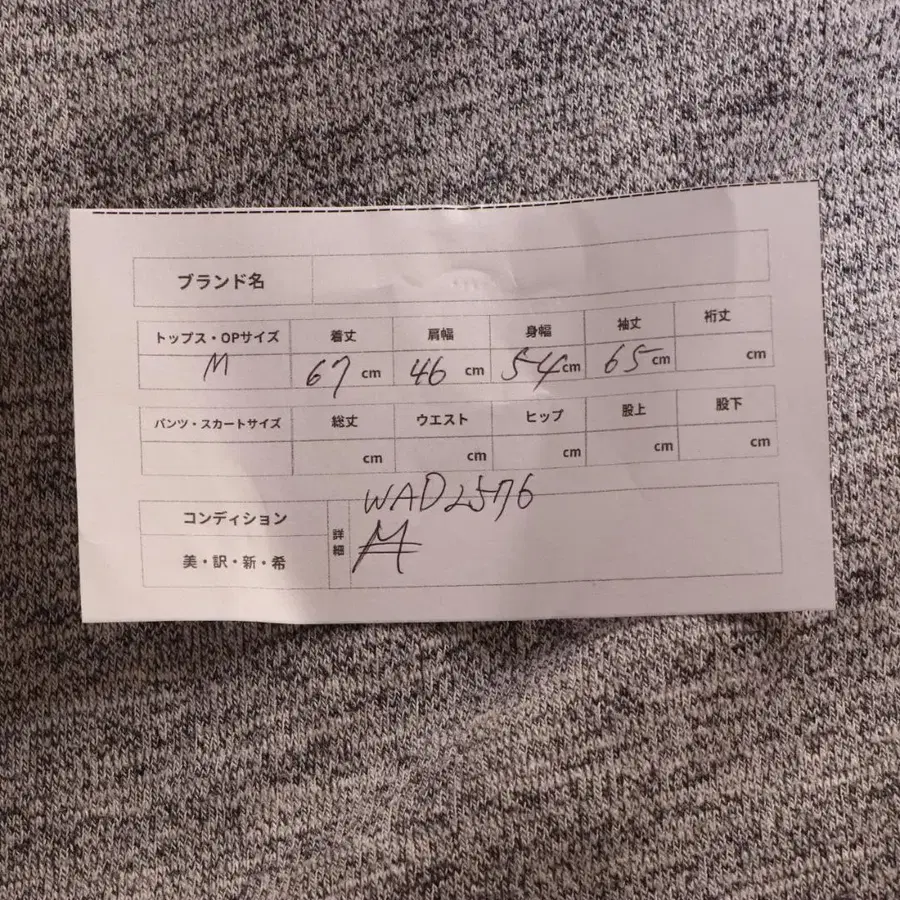 ブランド名
トップス・OPサイズ 着丈 肩幅 身幅 袖丈 裄丈
M 67 cm 46 cm 54 cm 65 cm cm
パンツ・スカートサイズ 総丈 ウエスト ヒップ 股上 股下
cm cm cm cm cm
コンディション 詳細 WAD2576
美・訳・新・希